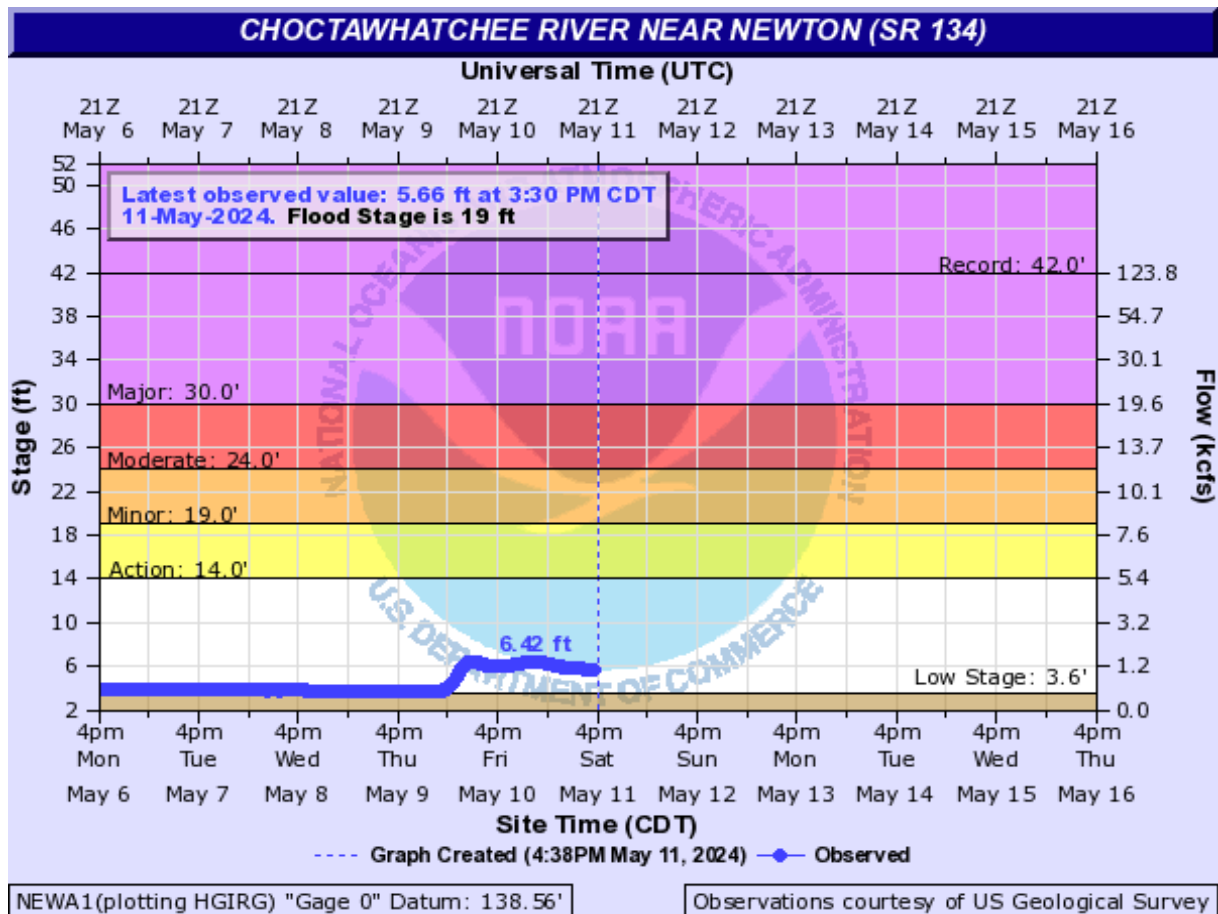 CHOCTAWHATCHEE RIVER NEAR NEWTON (SR 134)
Universal Time (UTC)
21Z 21Z 21Z 21Z 21Z 21Z 21Z 21Z 21Z 21Z 21Z
May 6 May 7 May 8 May 9 May 10 May 11 May 12 May 13 May 14 May 15 May 16
Latest observed value: 5.66 ft at 3:30 PM CDT
11-May-2024. Flood Stage is 19 ft
52
50
46
42
38
34
30
26
22
18
14
10
6
2
Stage (ft)
Record: 42.0'
Major: 30.0'
Moderate: 24.0'
Minor: 19.0'
Action: 14.0'
6.42 ft
Low Stage: 3.6'
NATIONAL OCEANIC AND ATMOSPHERIC ADMINISTRATION
NOAA
U.S. DEPARTMENT OF COMMERCE
123.8
54.7
30.1
19.6
13.7
10.1
7.6
5.4
3.2
1.2
0.0
Flow (kcfs)
4pm 4pm 4pm 4pm 4pm 4pm 4pm 4pm 4pm 4pm 4pm
Mon Tue Wed Thu Fri Sat Sun Mon Tue Wed Thu
May 6 May 7 May 8 May 9 May 10 May 11 May 12 May 13 May 14 May 15 May 16
Site Time (CDT)
Graph Created (4:38PM May 11, 2024) Observed
NEWA1(plotting HGIRG) "Gage 0" Datum: 138.56'
Observations courtesy of US Geological Survey